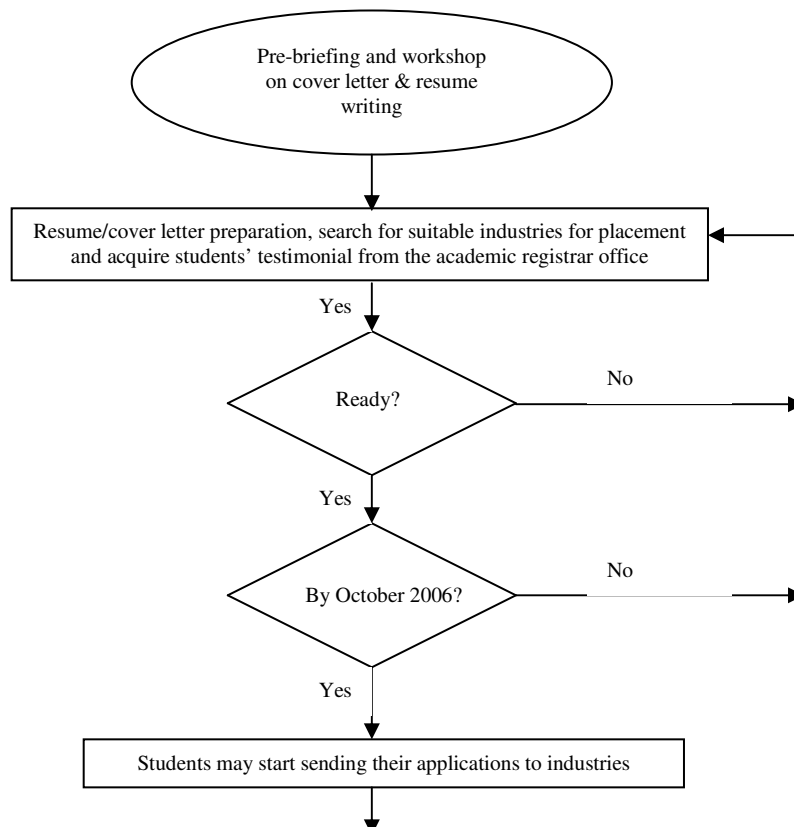 Pre-briefing and workshop
on cover letter & resume
writing
Resume/cover letter preparation, search for suitable industries for placement
and acquire students’ testimonial from the academic registrar office
Yes
Ready?
No
Yes
By October 2006?
No
Yes
Students may start sending their applications to industries